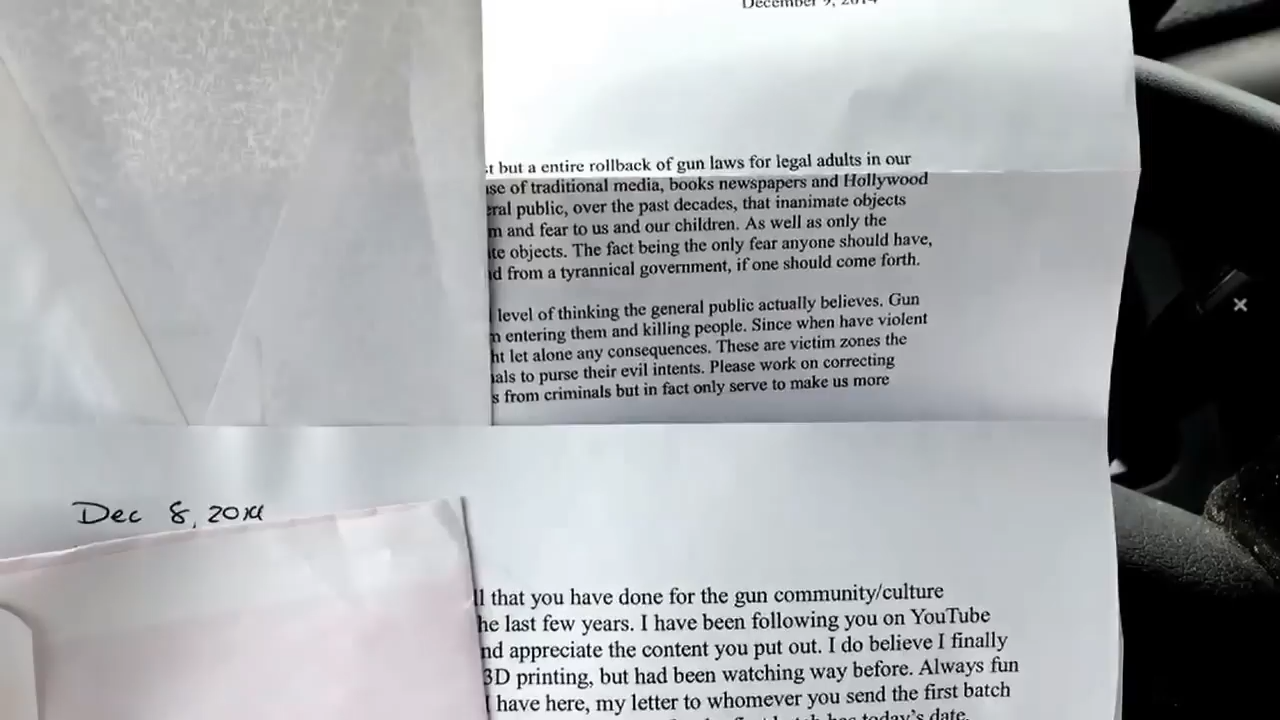 December 9, 2014
but a entire rollback of gun laws for legal adults in our
of traditional media, books newspapers and Hollywood
public, over the past decades, that inanimate objects
and fear to us and our children. As well as only the
objects. The fact being the only fear anyone should have,
from a tyrannical government, if one should come forth.
level of thinking the general public actually believes. Gun
entering them and killing people. Since when have violent
let alone any consequences. These are victim zones the
to purse their evil intents. Please work on correcting
from criminals but in fact only serve to make us more
Dec 8, 2014
that you have done for the gun community/culture
he last few years. I have been following you on YouTube
nd appreciate the content you put out. I do believe I finally
3D printing, but had been watching way before. Always fun
I have here, my letter to whomever you send the first batch
today's date.